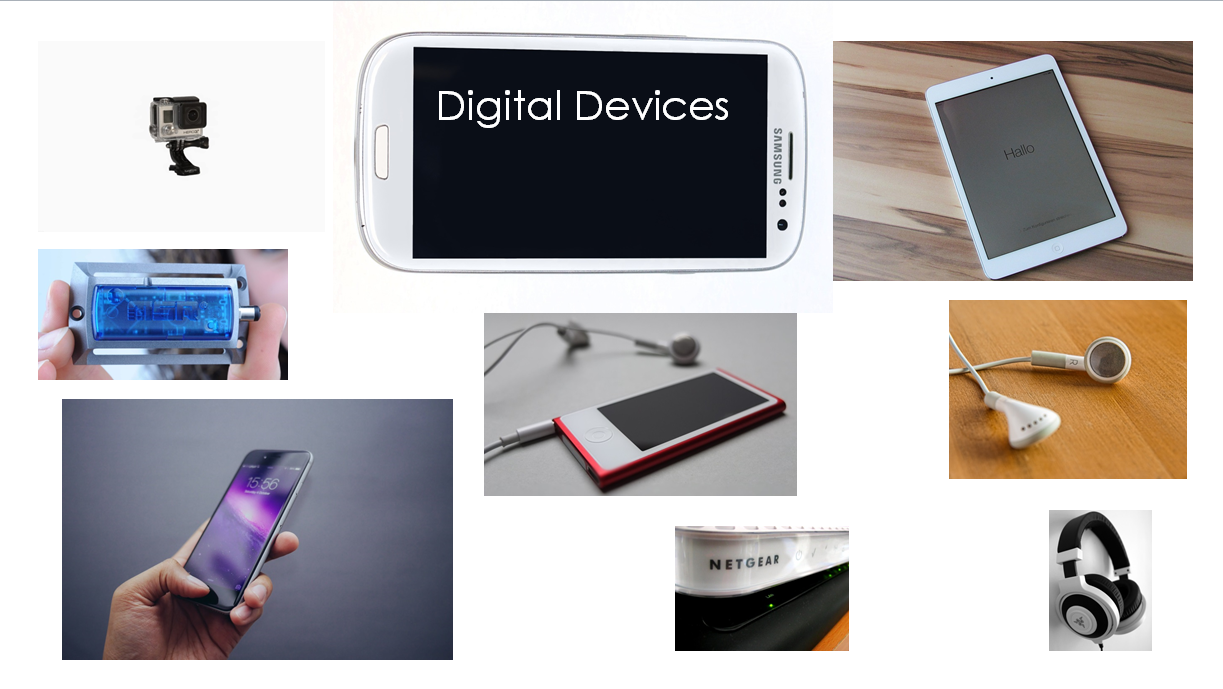 Digital Devices
SAMSUNG
Hallo
15:56
NETGEAR
R